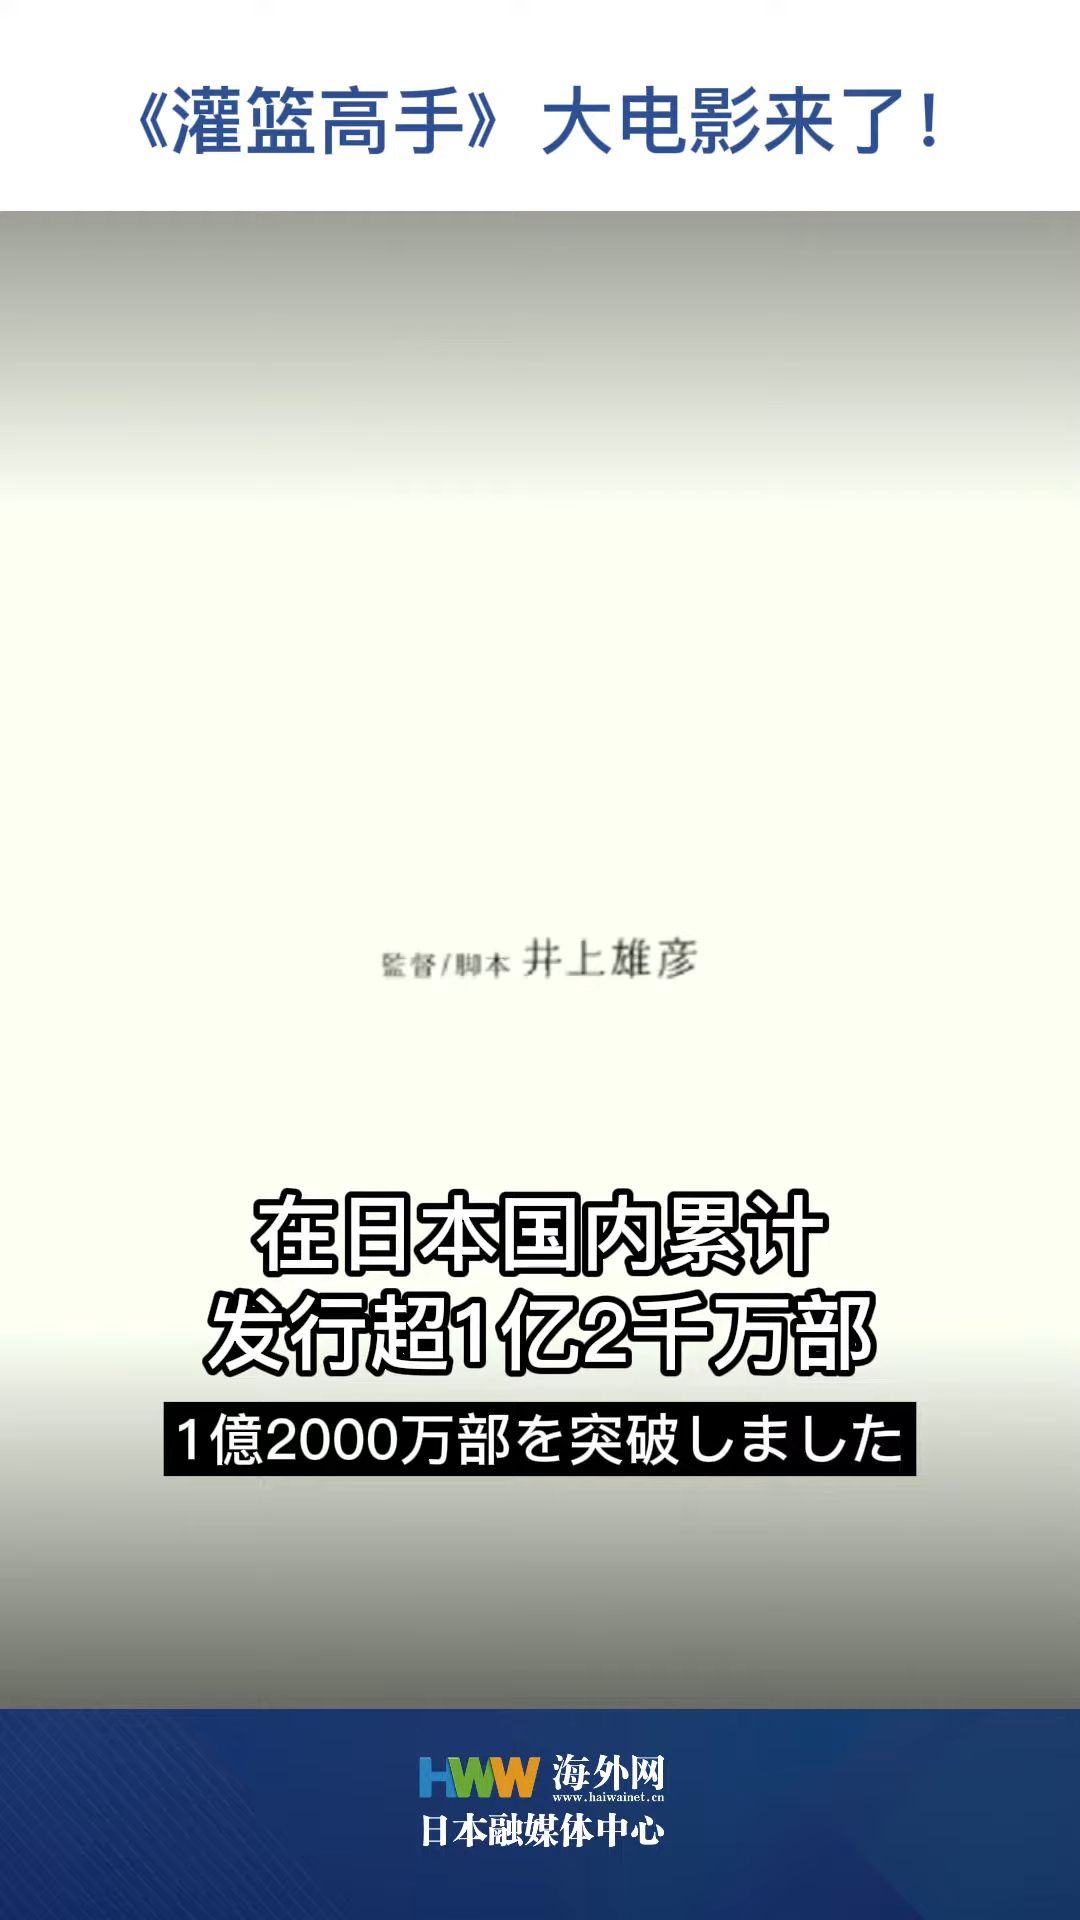 《灌篮高手》大电影来了！
監督/脚本 井上雄彦
在日本国内累计
发行超1亿2千万部
1億2000万部を突破しました
HWW 海外网
www.haiwainet.cn
日本融媒体中心